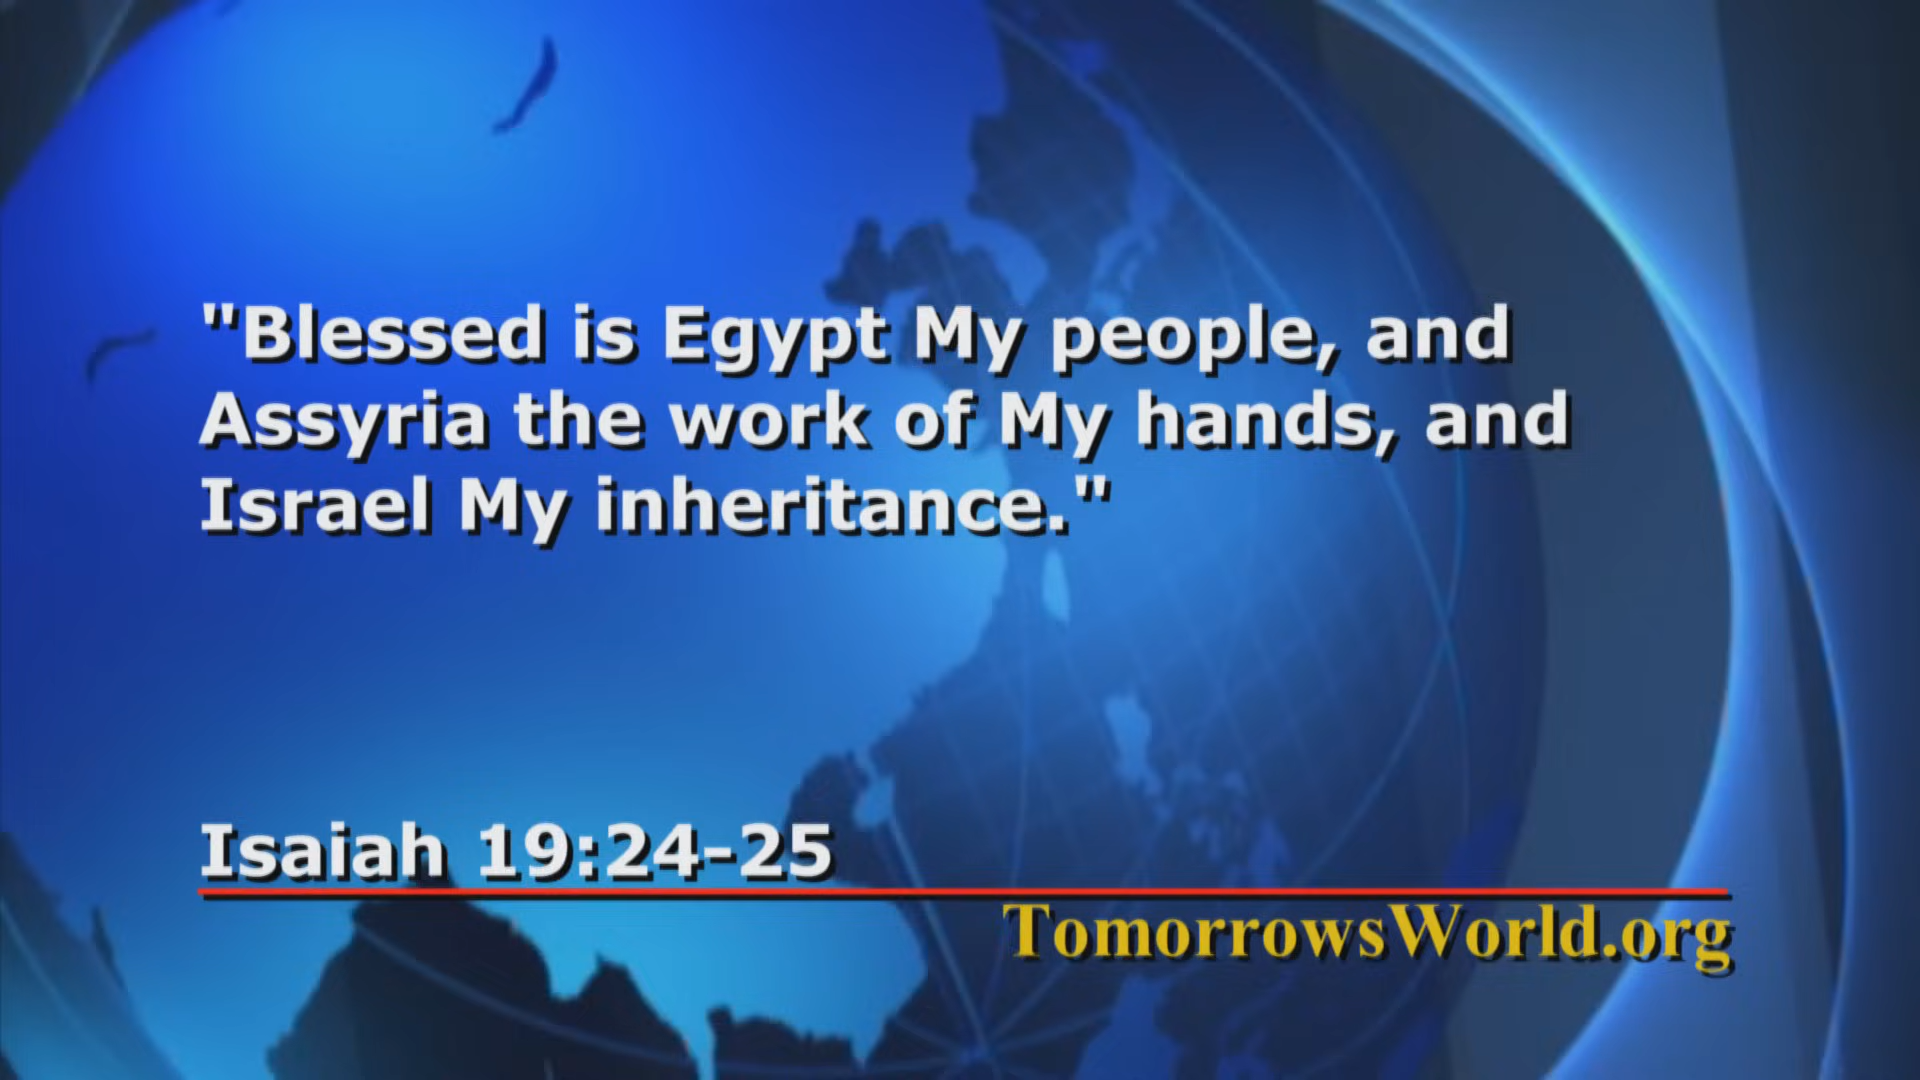 "Blessed is Egypt My people, and
Assyria the work of My hands, and
Israel My inheritance."
Isaiah 19:24-25
TomorrowsWorld.org